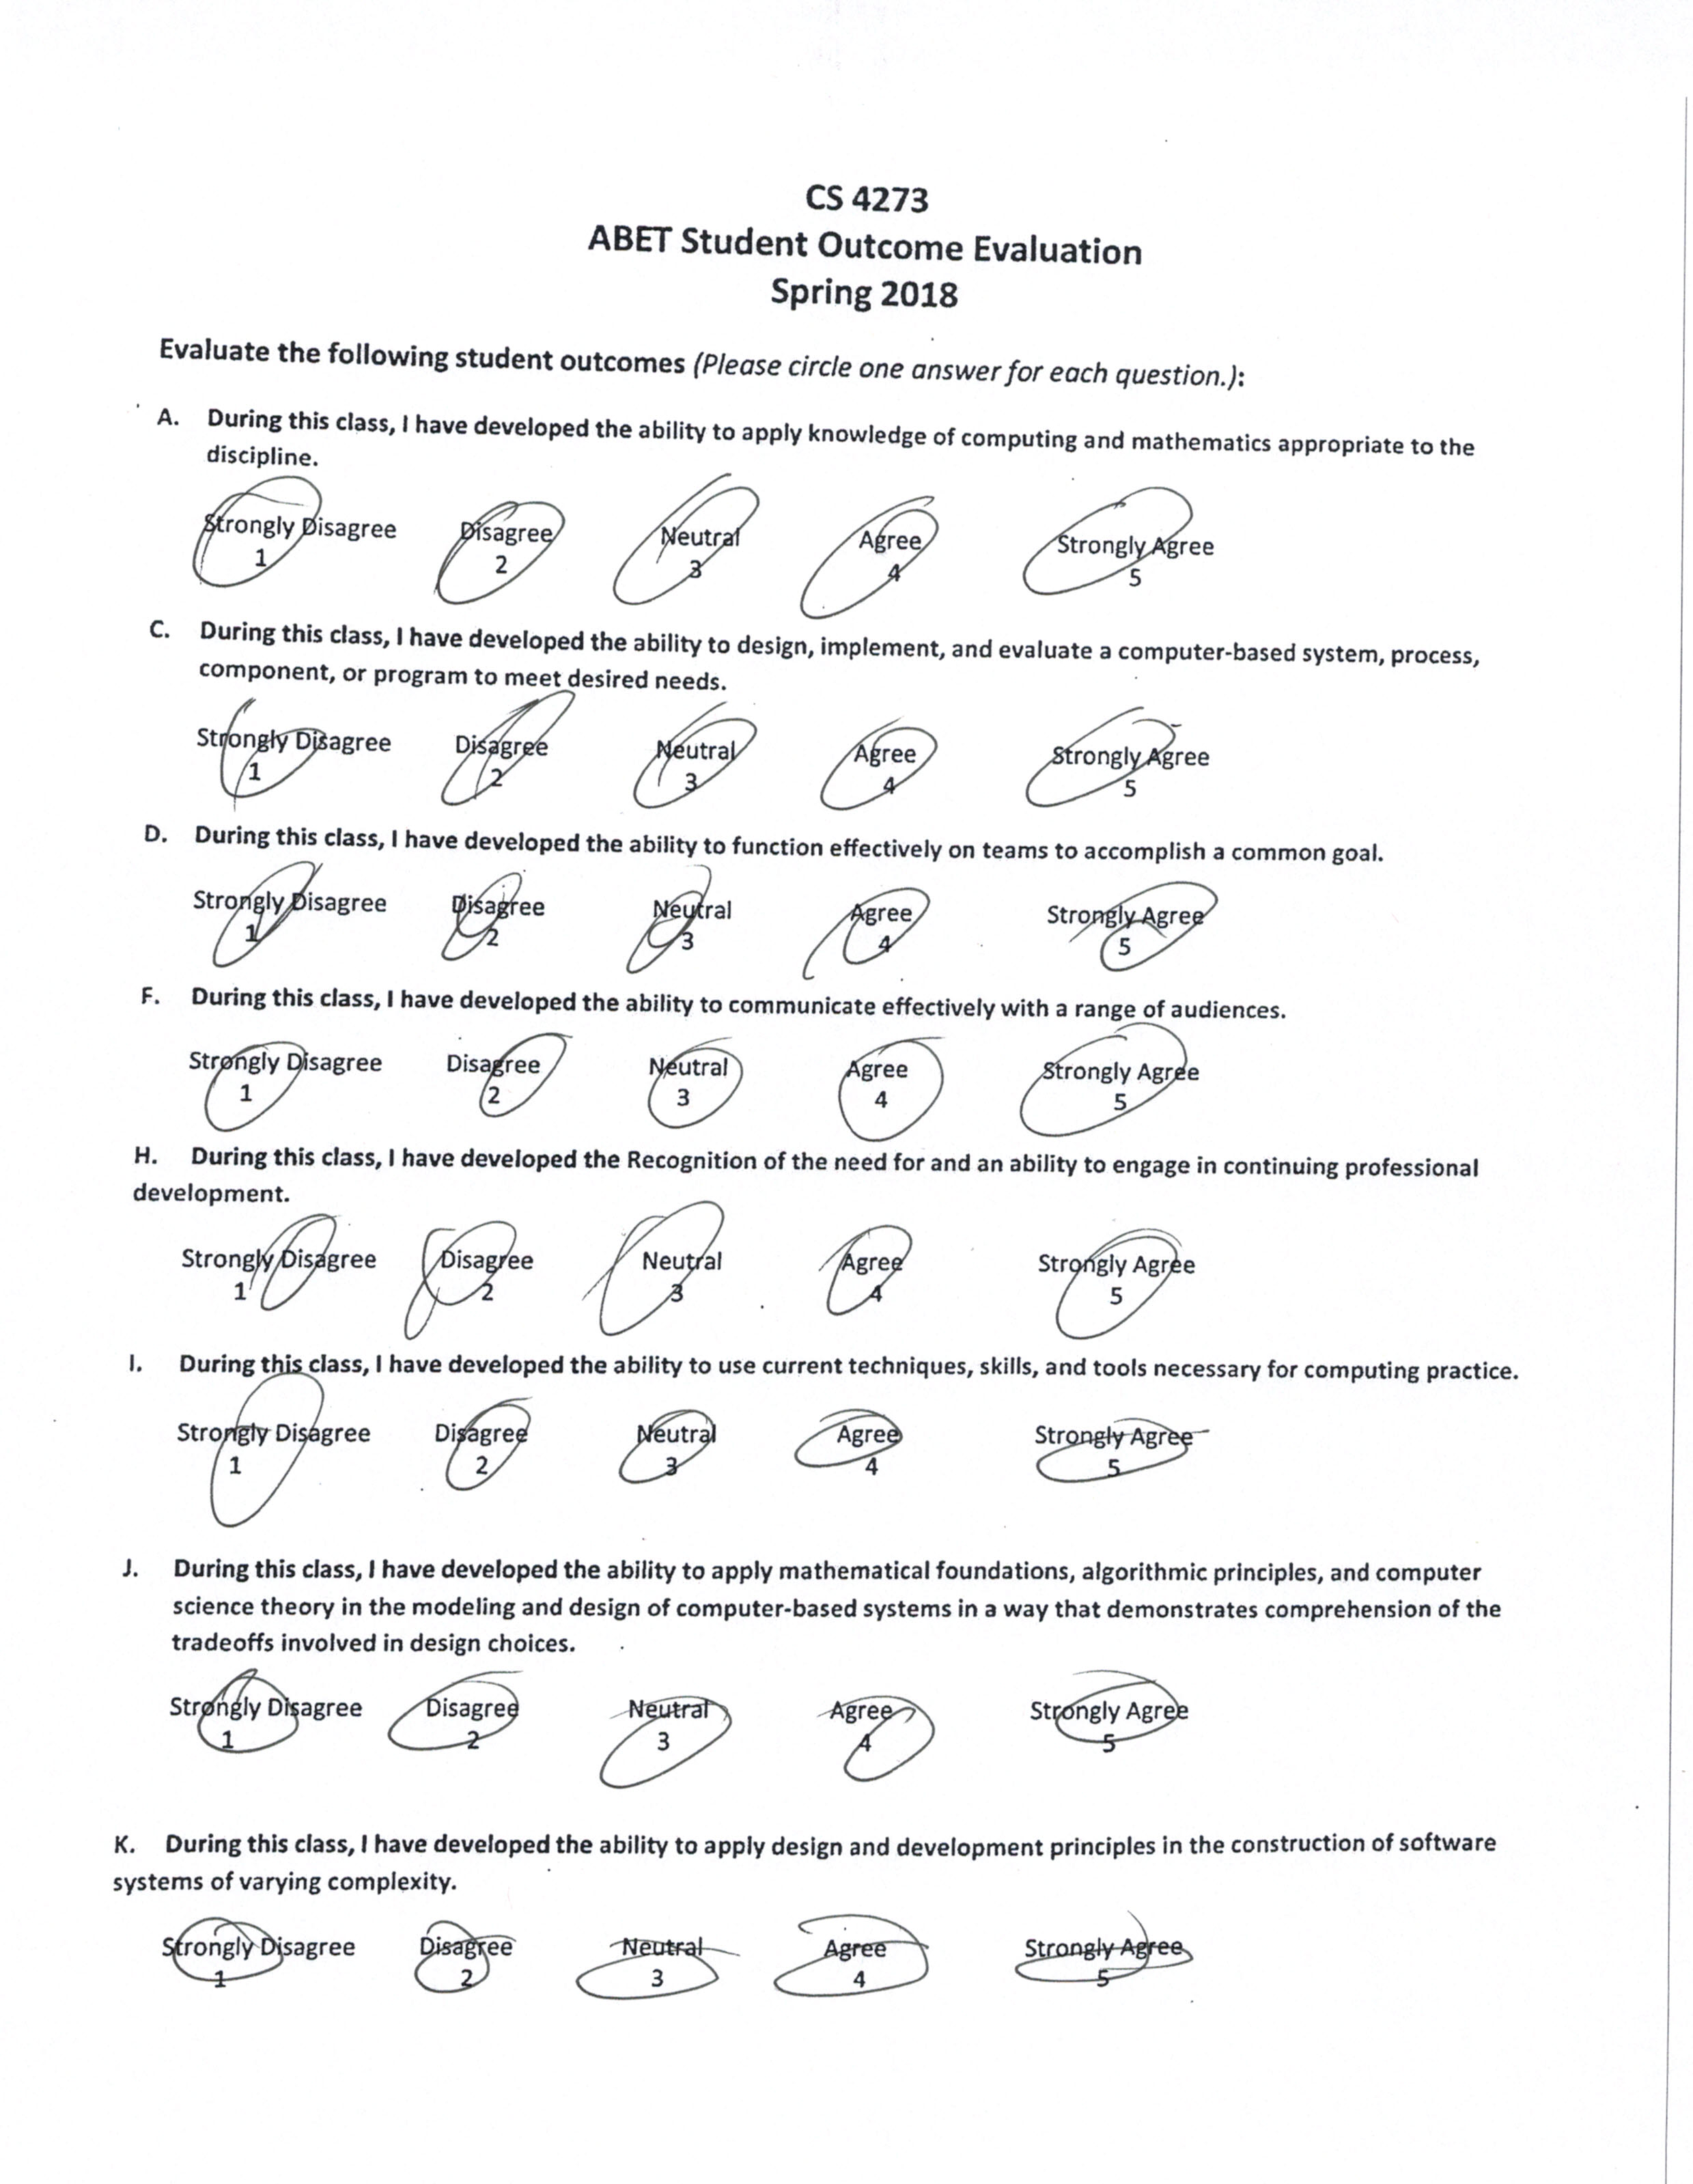 CS 4273
ABET Student Outcome Evaluation
Spring 2018
Evaluate the following student outcomes (Please circle one answer for each question.):
A. During this class, I have developed the ability to apply knowledge of computing and mathematics appropriate to the
discipline.
Strongly Disagree Disagree Neutral Agree Strongly Agree
1 2 3 4 5
C. During this class, I have developed the ability to design, implement, and evaluate a computer-based system, process,
component, or program to meet desired needs.
Strongly Disagree Disagree Neutral Agree Strongly Agree
1 2 3 4 5
D. During this class, I have developed the ability to function effectively on teams to accomplish a common goal.
Strongly Disagree Disagree Neutral Agree Strongly Agree
1 2 3 4 5
F. During this class, I have developed the ability to communicate effectively with a range of audiences.
Strongly Disagree Disagree Neutral Agree Strongly Agree
1 2 3 4 5
H. During this class, I have developed the Recognition of the need for and an ability to engage in continuing professional
development.
Strongly Disagree Disagree Neutral Agree Strongly Agree
1 2 3 4 5
I. During this class, I have developed the ability to use current techniques, skills, and tools necessary for computing practice.
Strongly Disagree Disagree Neutral Agree Strongly Agree
1 2 3 4 5
J. During this class, I have developed the ability to apply mathematical foundations, algorithmic principles, and computer
science theory in the modeling and design of computer-based systems in a way that demonstrates comprehension of the
tradeoffs involved in design choices.
Strongly Disagree Disagree Neutral Agree Strongly Agree
1 2 3 4 5
K. During this class, I have developed the ability to apply design and development principles in the construction of software
systems of varying complexity.
Strongly Disagree Disagree Neutral Agree Strongly Agree
1 2 3 4 5